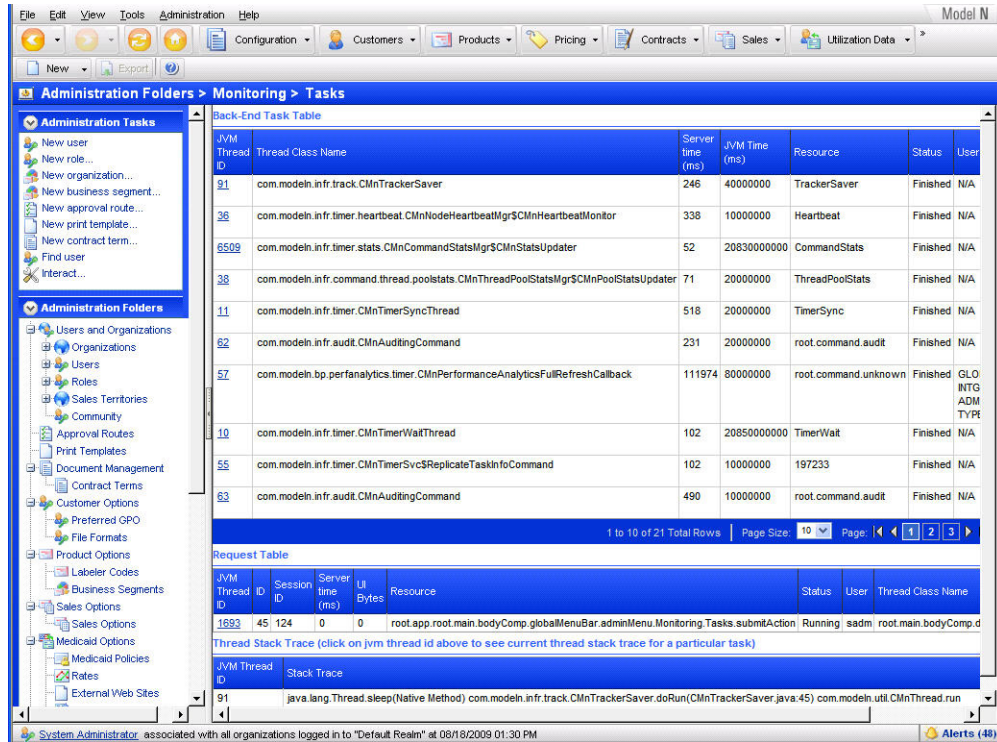 File Edit View Tools Administration Help
Model N
Configuration Customers Products Pricing Contracts Sales Utilization Data »
New Export
Administration Folders > Monitoring > Tasks
Administration Tasks
New user
New role...
New organization...
New business segment...
New approval route...
New print template...
New contract term...
Find user
Interact...
Administration Folders
Users and Organizations
Organizations
Users
Roles
Sales Territories
Community
Approval Routes
Print Templates
Document Management
Contract Terms
Customer Options
Preferred GPO
File Formats
Product Options
Labeler Codes
Business Segments
Sales Options
Sales Options
Medicaid Options
Medicaid Policies
Rates
External Web Sites
Back-End Task Table
JVM Thread ID Thread Class Name Server time (ms) JVM Time (ms) Resource Status User
91 com.modeln.infr.track.CMnTrackerSaver 246 40000000 TrackerSaver Finished N/A
36 com.modeln.infr.timer.heartbeat.CMnNodeHeartbeatMgr$CMnHeartbeatMonitor 338 10000000 Heartbeat Finished N/A
6509 com.modeln.infr.timer.stats.CMnCommandStatsMgr$CMnStatsUpdater 52 20830000000 CommandStats Finished N/A
38 com.modeln.infr.command.thread.poolstats.CMnThreadPoolStatsMgr$CMnPoolStatsUpdater 71 20000000 ThreadPoolStats Finished N/A
11 com.modeln.infr.timer.CMnTimerSyncThread 518 20000000 TimerSync Finished N/A
62 com.modeln.infr.audit.CMnAuditingCommand 231 20000000 root.command.audit Finished N/A
57 com.modeln.bp.perfanalytics.timer.CMnPerformanceAnalyticsFullRefreshCallback 111974 80000000 root.command.unknown Finished GLO INTG ADM TYPE
10 com.modeln.infr.timer.CMnTimerWaitThread 102 20850000000 TimerWait Finished N/A
55 com.modeln.infr.timer.CMnTimerSvc$ReplicateTaskInfoCommand 102 10000000 197233 Finished N/A
63 com.modeln.infr.audit.CMnAuditingCommand 490 10000000 root.command.audit Finished N/A
1 to 10 of 21 Total Rows Page Size: 10 Page: 1 2 3
Request Table
JVM Thread ID ID Session ID Server time (ms) UI Bytes Resource Status User Thread Class Name
1693 45 124 0 0 root.app.root.main.bodyComp.globalMenuBar.adminMenu.Monitoring.Tasks.submitAction Running sadm root.main.bodyComp.d
Thread Stack Trace (click on jvm thread id above to see current thread stack trace for a particular task)
JVM Thread ID Stack Trace
91 java.lang.Thread.sleep(Native Method) com.modeln.infr.track.CMnTrackerSaver.doRun(CMnTrackerSaver.java:45) com.modeln.util.CMnThread.run
System Administrator associated with all organizations logged in to "Default Realm" at 08/18/2009 01:30 PM
Alerts (48)